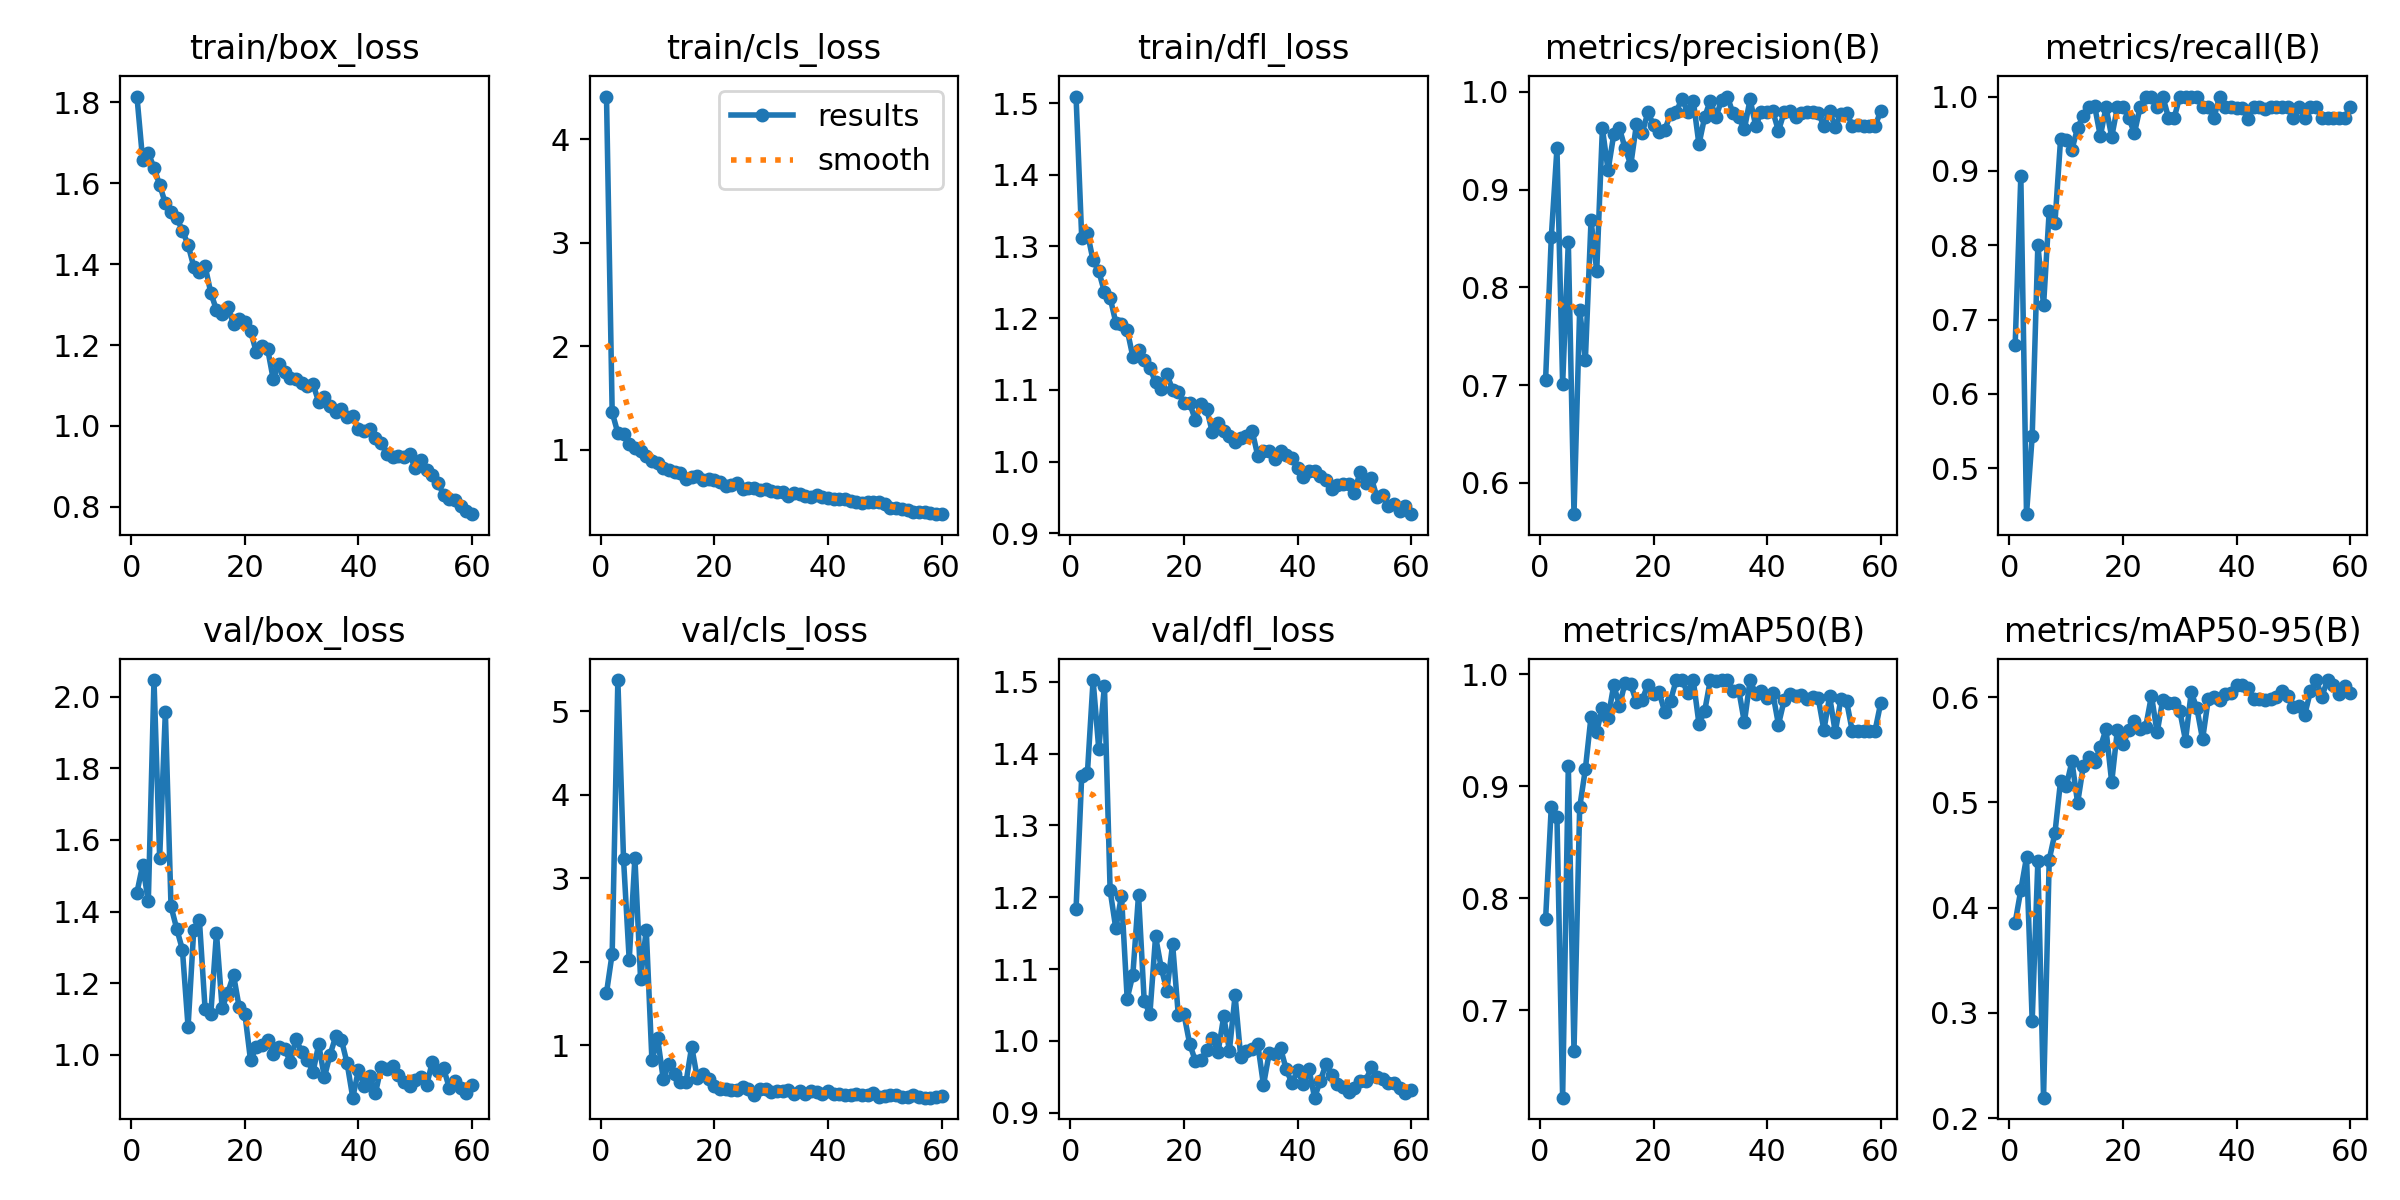 train/box_loss
1.8
1.6
1.4
1.2
1.0
0.8
0 20 40 60
train/cls_loss
results
smooth
4
3
2
1
0 20 40 60
train/dfl_loss
1.5
1.4
1.3
1.2
1.1
1.0
0.9
0 20 40 60
metrics/precision(B)
1.0
0.9
0.8
0.7
0.6
0 20 40 60
metrics/recall(B)
1.0
0.9
0.8
0.7
0.6
0.5
0 20 40 60
val/box_loss
2.0
1.8
1.6
1.4
1.2
1.0
0 20 40 60
val/cls_loss
5
4
3
2
1
0 20 40 60
val/dfl_loss
1.5
1.4
1.3
1.2
1.1
1.0
0.9
0 20 40 60
metrics/mAP50(B)
1.0
0.9
0.8
0.7
0 20 40 60
metrics/mAP50-95(B)
0.6
0.5
0.4
0.3
0.2
0 20 40 60